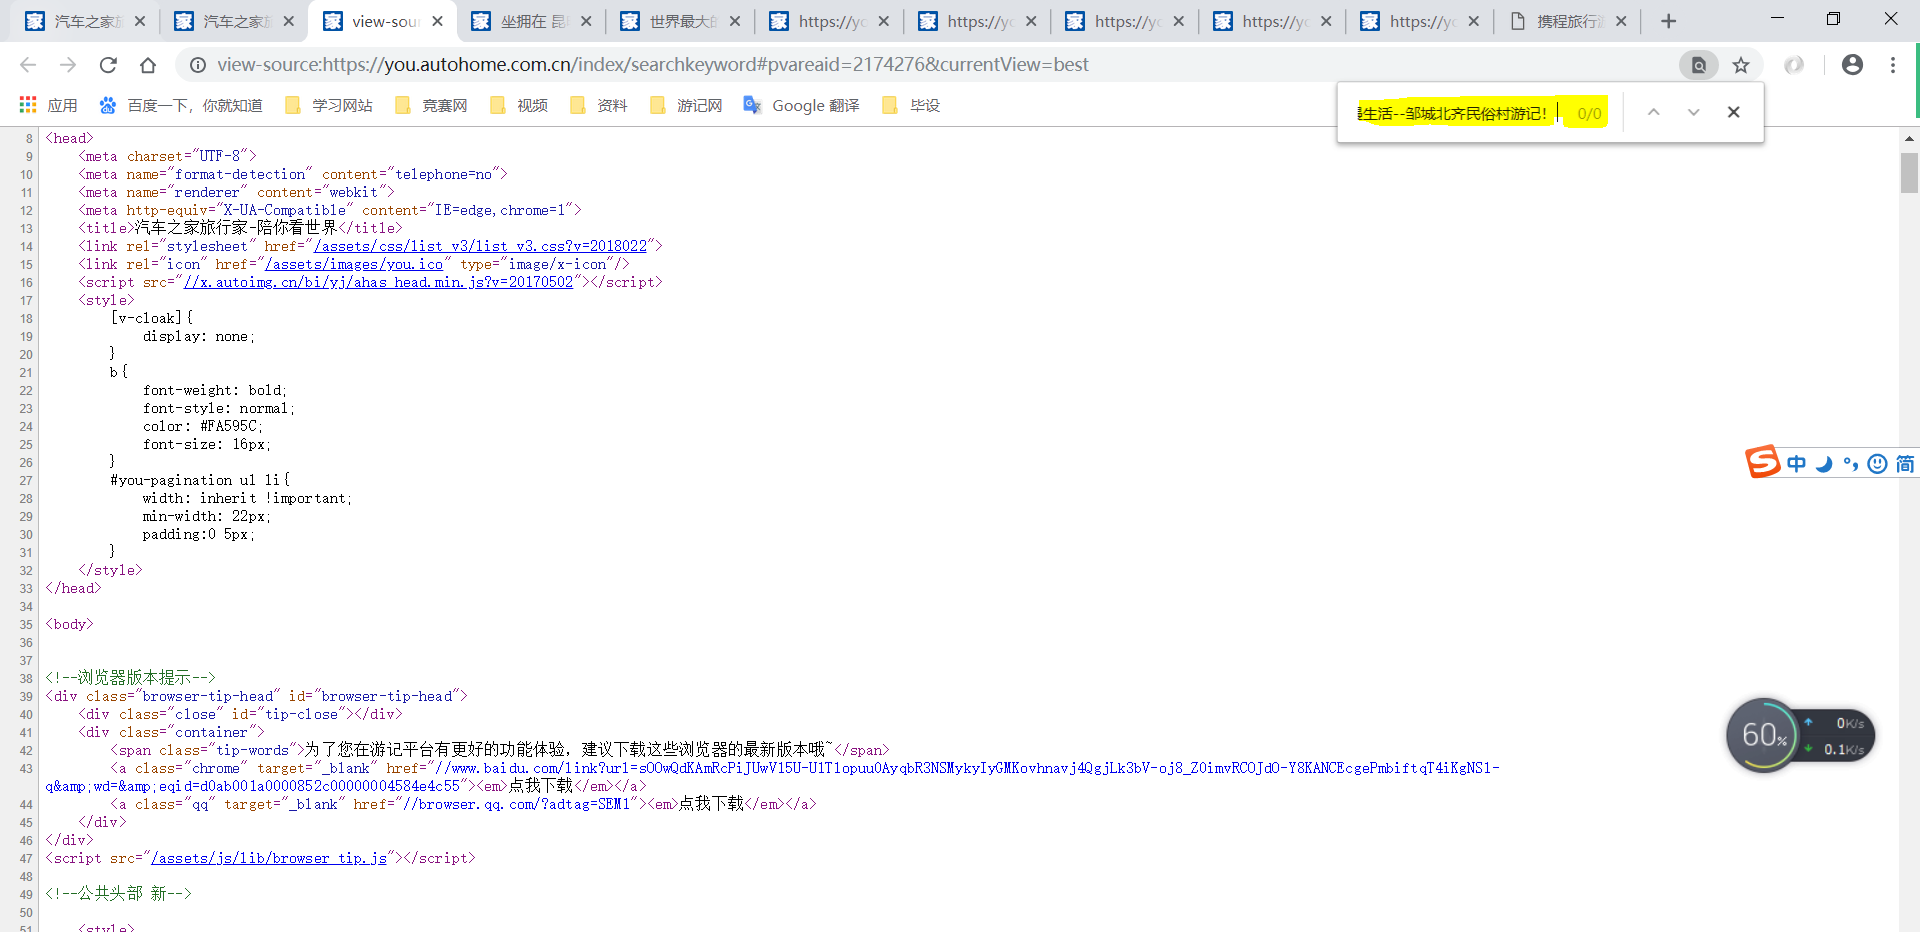 汽车之家旅
汽车之家旅
view-sou
坐拥在 昆
世界最大的
https://yo
https://yo
https://yo
https://yo
https://yo
携程旅行游
view-source:https://you.autohome.com.cn/index/searchkeyword#pvareaid=2174276&currentView=best
应用
百度一下，你就知道
学习网站
竞赛网
视频
资料
游记网
Google 翻译
毕设
生活--邹城北齐民俗村游记！ 0/0
8 <head>
9 <meta charset="UTF-8">
10 <meta name="format-detection" content="telephone=no">
11 <meta name="renderer" content="webkit">
12 <meta http-equiv="X-UA-Compatible" content="IE=edge,chrome=1">
13 <title>汽车之家旅行家-陪你看世界</title>
14 <link rel="stylesheet" href="/assets/css/list_v3/list_v3.css?v=2018022">
15 <link rel="icon" href="/assets/images/you.ico" type="image/x-icon"/>
16 <script src="//x.autoimg.cn/bi/yj/ahas_head.min.js?v=20170502"></script>
17 <style>
18 [v-cloak]{
19 display: none;
20 }
21 b{
22 font-weight: bold;
23 font-style: normal;
24 color: #FA595C;
25 font-size: 16px;
26 }
27 #you-pagination ul li{
28 width: inherit !important;
29 min-width: 22px;
30 padding:0 5px;
31 }
32 </style>
33 </head>
34
35 <body>
36
37
38 <!--浏览器版本提示-->
39 <div class="browser-tip-head" id="browser-tip-head">
40 <div class="close" id="tip-close"></div>
41 <div class="container">
42 <span class="tip-words">为了您在游记平台有更好的功能体验，建议下载这些浏览器的最新版本哦~</span>
43 <a class="chrome" target="_blank" href="//www.baidu.com/link?url=sOOwQdKAmRcPiJUwV15U-UlTlopuu0AyqbR3NSMykyIyGMKovhnavj4QgjLk3bV-oj8_Z0imvRCOJdO-Y8KANCEcgePmbiftqT4iKgNSl-
q&amp;wd=&amp;eqid=d0ab001a0000852c00000004584e4c55"><em>点我下载</em></a>
44 <a class="qq" target="_blank" href="//browser.qq.com/?adtag=SEM1"><em>点我下载</em></a>
45 </div>
46 </div>
47 <script src="/assets/js/lib/browser_tip.js"></script>
48
49 <!--公共头部 新-->
50
51 <style>
中 简
60%
0K/s
0.1K/s